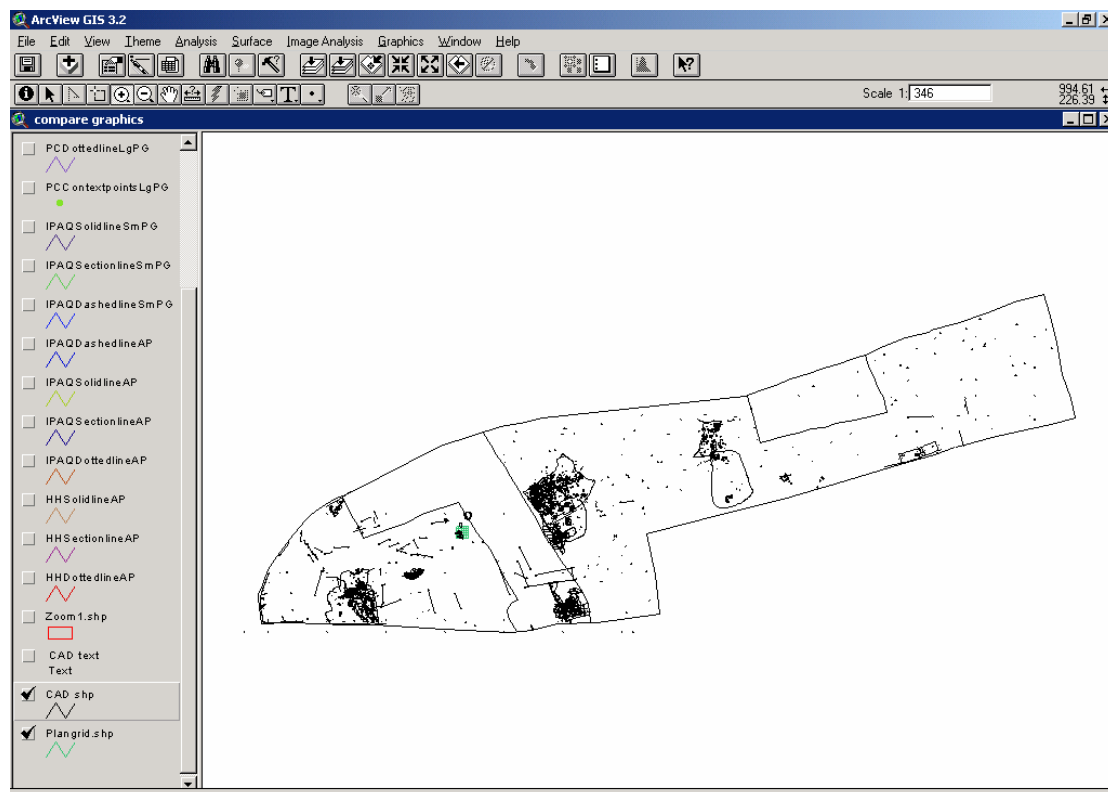 ArcView GIS 3.2
File Edit View Theme Analysis Surface Image Analysis Graphics Window Help
Scale 1: 346
994.61
226.39
compare graphics
PCDottedlineLgPG
PCContextpointsLgPG
IPAQSolidlineSmPG
IPAQSectionlineSmPG
IPAQDashedlineSmPG
IPAQDashedlineAP
IPAQSolidlineAP
IPAQSectionlineAP
IPAQDottedlineAP
HHSolidlineAP
HHSectionlineAP
HHDottedlineAP
Zoom1.shp
CAD text
Text
CAD shp
Plangrid.shp